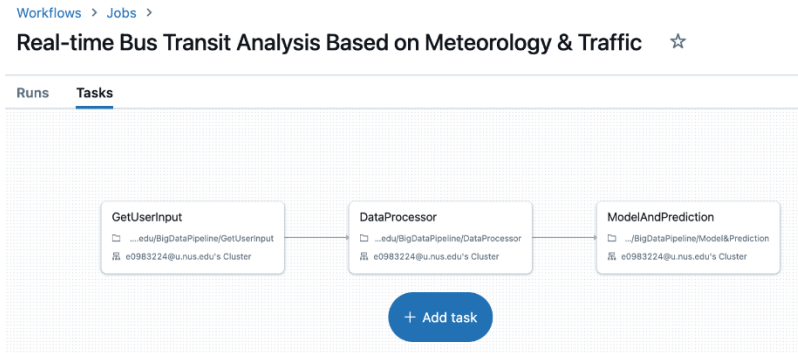 Workflows > Jobs >
Real-time Bus Transit Analysis Based on Meteorology & Traffic
Runs Tasks
GetUserInput
....edu/BigDataPipeline/GetUserInput
e0983224@u.nus.edu's Cluster
DataProcessor
...edu/BigDataPipeline/DataProcessor
e0983224@u.nus.edu's Cluster
ModelAndPrediction
.../BigDataPipeline/Model&Prediction
e0983224@u.nus.edu's Cluster
+ Add task